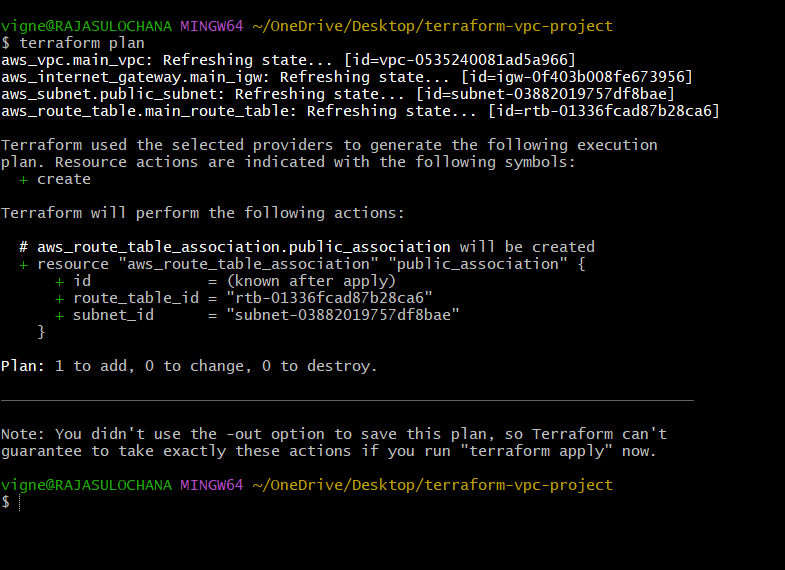 vigne@RAJASULOCHANA MINGW64 ~/OneDrive/Desktop/terraform-vpc-project
$ terraform plan
aws_vpc.main_vpc: Refreshing state... [id=vpc-0535240081ad5a966]
aws_internet_gateway.main_igw: Refreshing state... [id=igw-0f403b008fe673956]
aws_subnet.public_subnet: Refreshing state... [id=subnet-03882019757df8bae]
aws_route_table.main_route_table: Refreshing state... [id=rtb-01336fcad87b28ca6]
Terraform used the selected providers to generate the following execution
plan. Resource actions are indicated with the following symbols:
  + create
Terraform will perform the following actions:
  # aws_route_table_association.public_association will be created
  + resource "aws_route_table_association" "public_association" {
      + id             = (known after apply)
      + route_table_id = "rtb-01336fcad87b28ca6"
      + subnet_id      = "subnet-03882019757df8bae"
    }
Plan: 1 to add, 0 to change, 0 to destroy.
Note: You didn't use the -out option to save this plan, so Terraform can't
guarantee to take exactly these actions if you run "terraform apply" now.
vigne@RAJASULOCHANA MINGW64 ~/OneDrive/Desktop/terraform-vpc-project
$